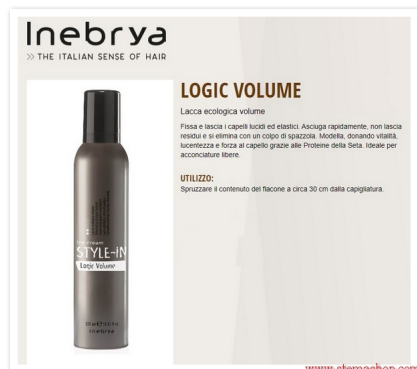 Inebrya
>> THE ITALIAN SENSE OF HAIR
LOGIC VOLUME
Lacca ecologica volume
Fissa e lascia i capelli lucidi ed elastici. Asciuga rapidamente, non lascia
residui e si elimina con un colpo di spazzola. Modella, donando vitalità,
lucentezza e forza al capello grazie alle Proteine della Seta. Ideale per
acconciature libere.
UTILIZZO:
Spruzzare il contenuto del flacone a circa 30 cm dalla capigliatura.
STYLE-IN
Logic Volume
inebrya